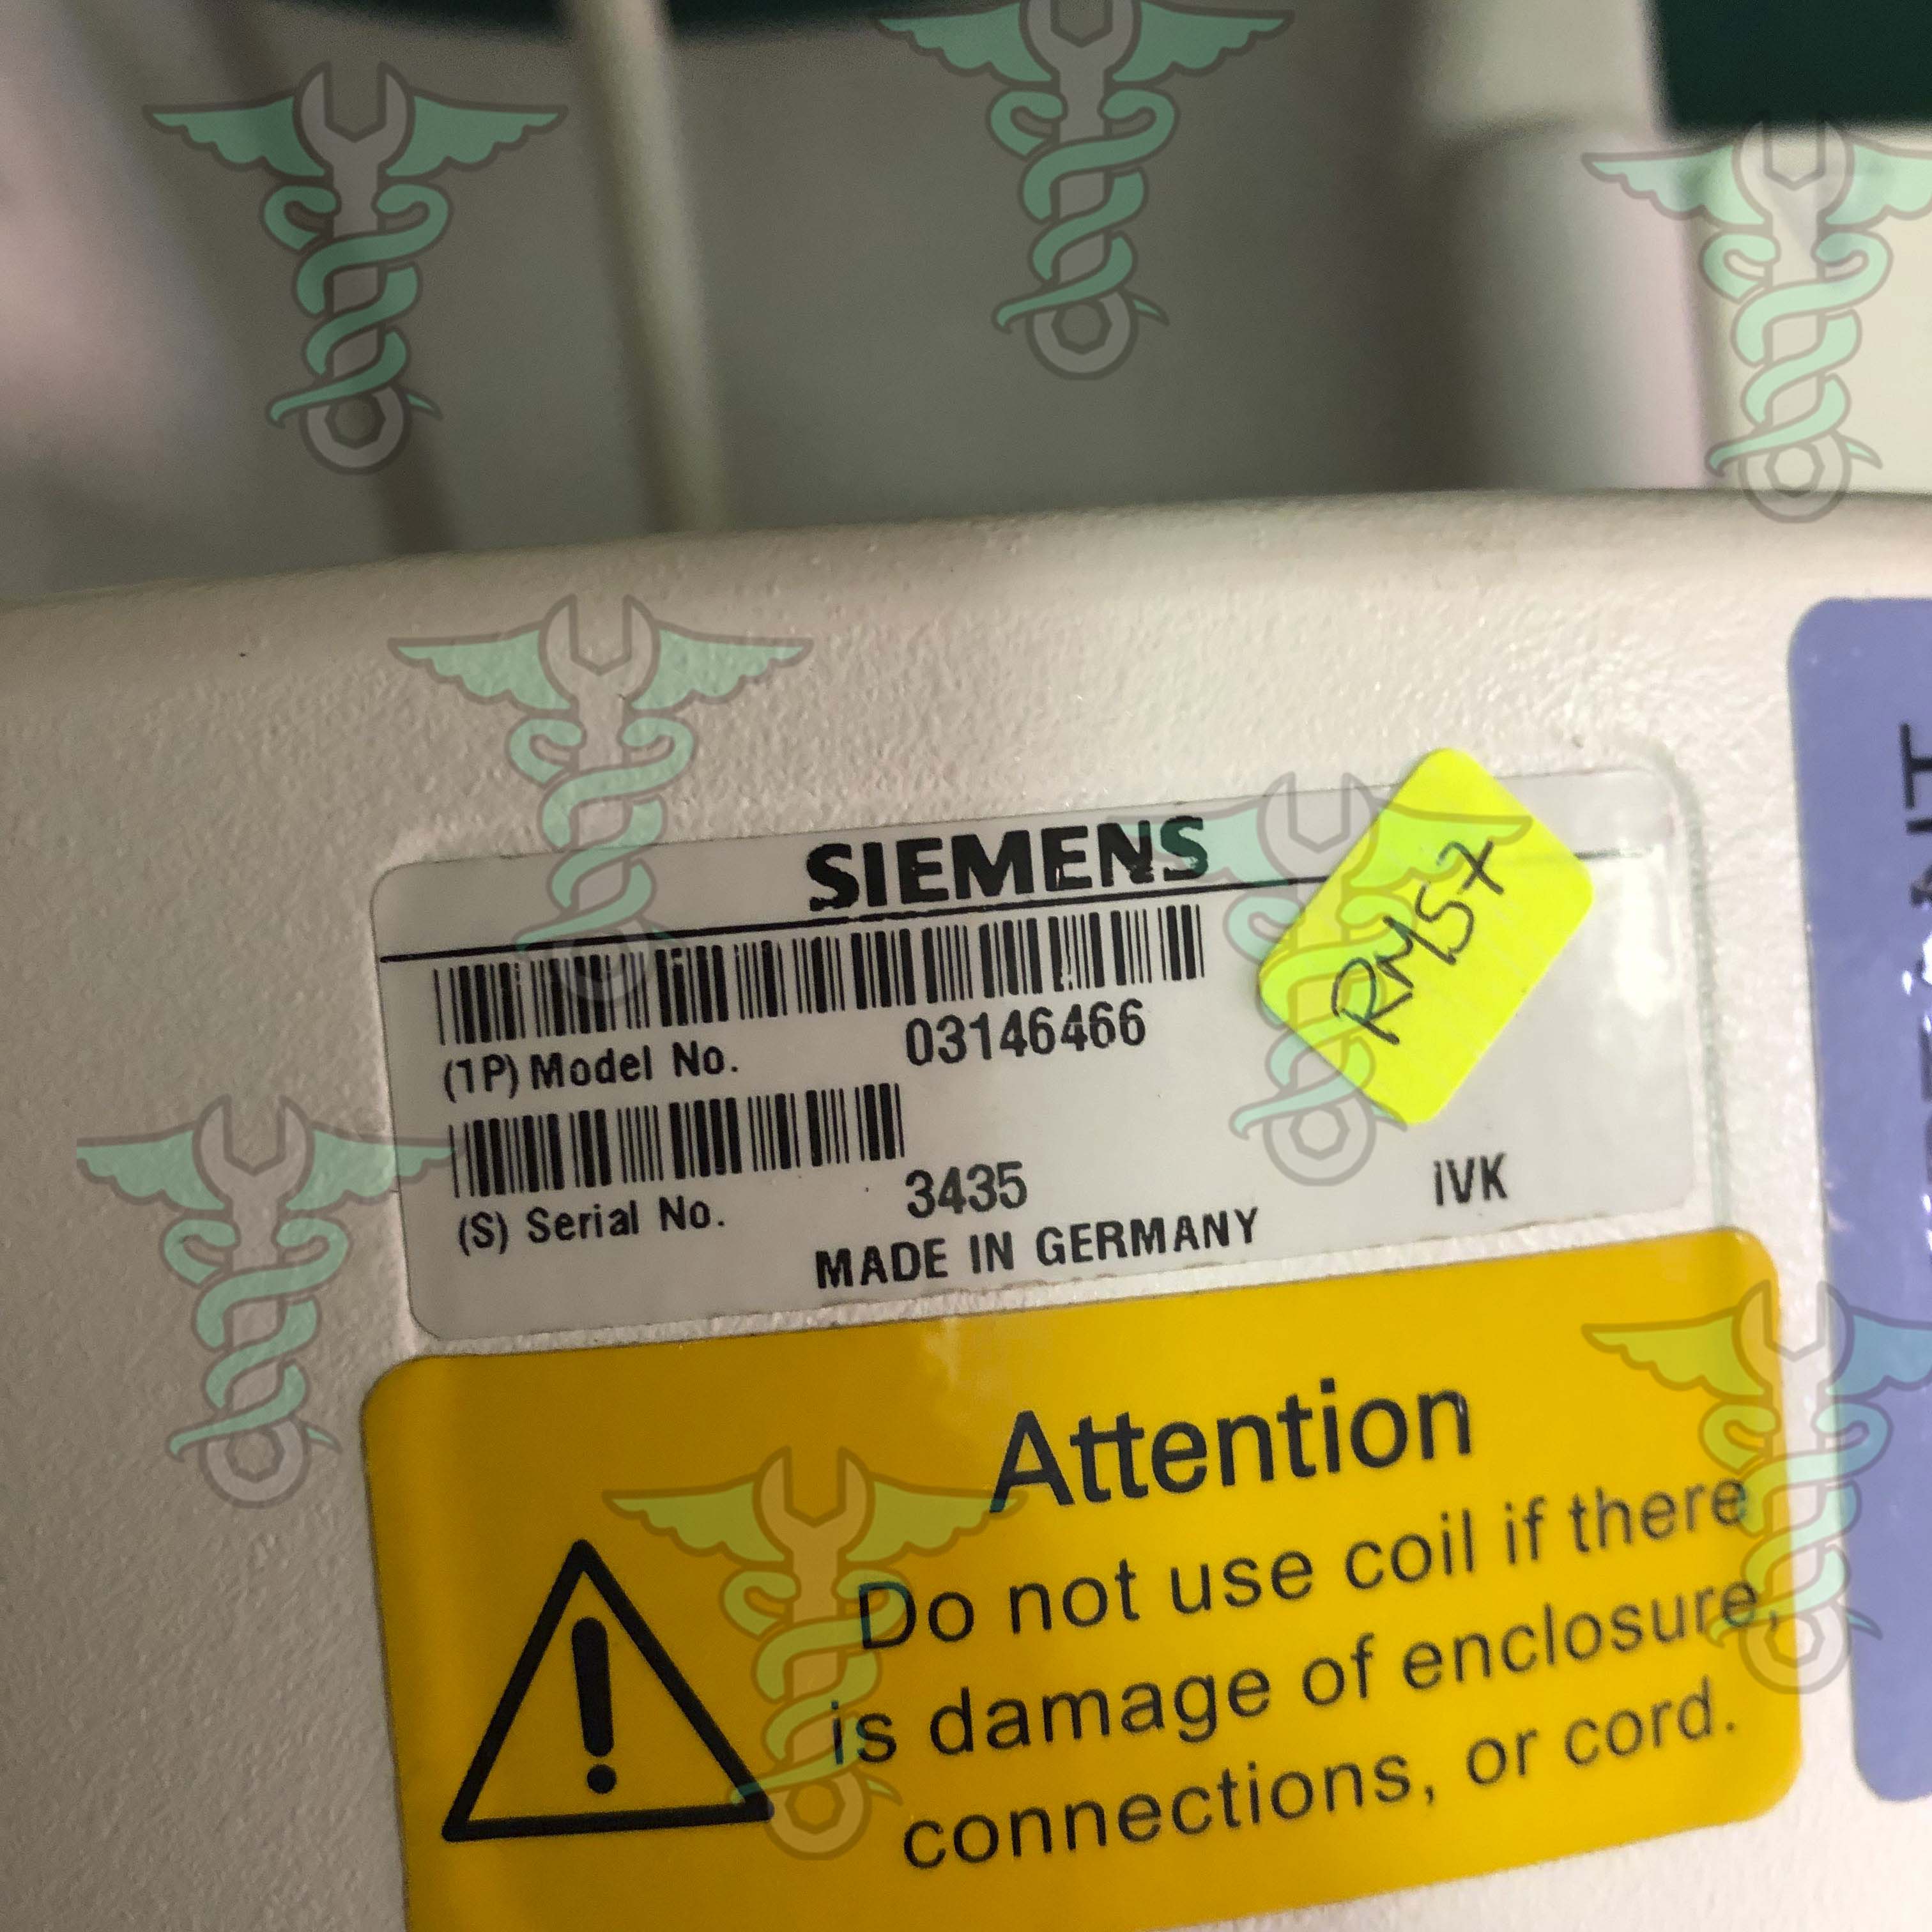 SIEMENS
03146466
(1P) Model No.
3435
(S) Serial No.
iVK
MADE IN GERMANY
Attention
Do not use coil if there
is damage of enclosure,
connections, or cord.